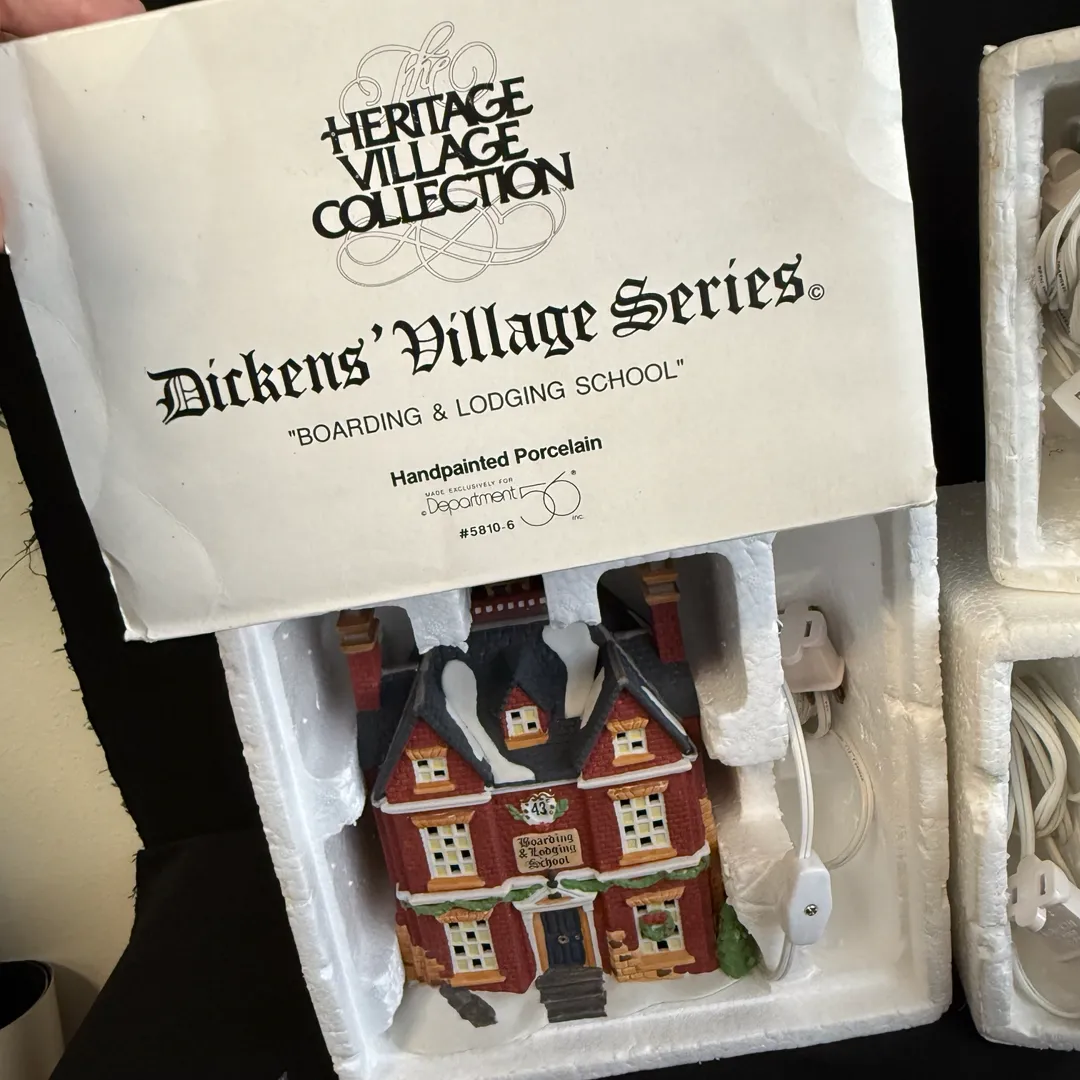 The
HERITAGE
VILLAGE
COLLECTION™
Dickens' Village Series©
"BOARDING & LODGING SCHOOL"
Handpainted Porcelain
MADE EXCLUSIVELY FOR
© Department 56® Inc.
#5810-6
43
Boarding
& Lodging
School